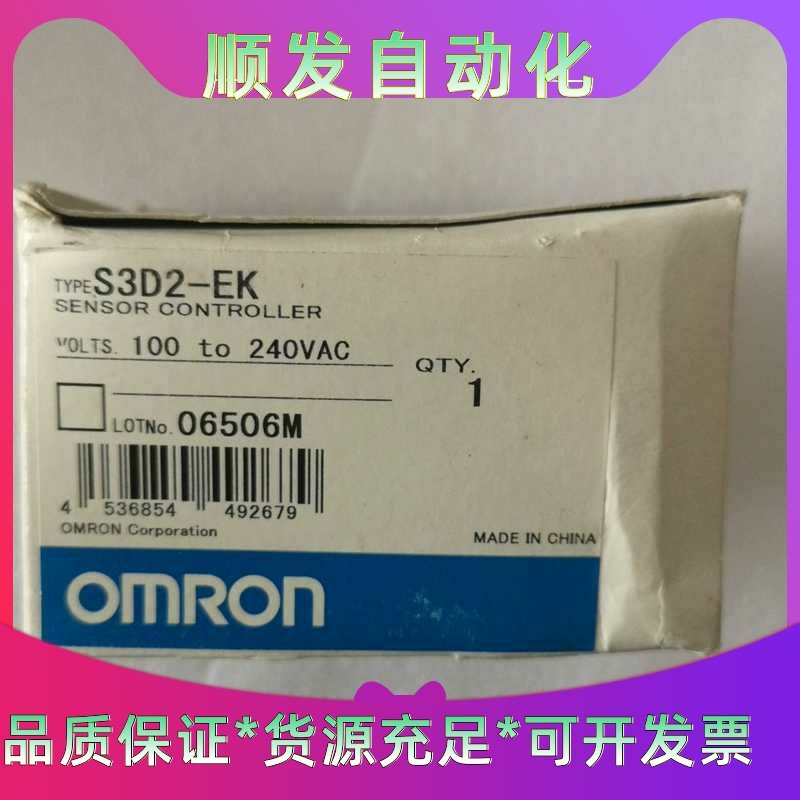 顺发自动化
TYPE S3D2-EK
SENSOR CONTROLLER
VOLTS. 100 to 240VAC
QTY. 1
LOTNo. 06506M
4 536854 492679
OMRON Corporation
MADE IN CHINA
OMRON
品质保证*货源充足*可开发票